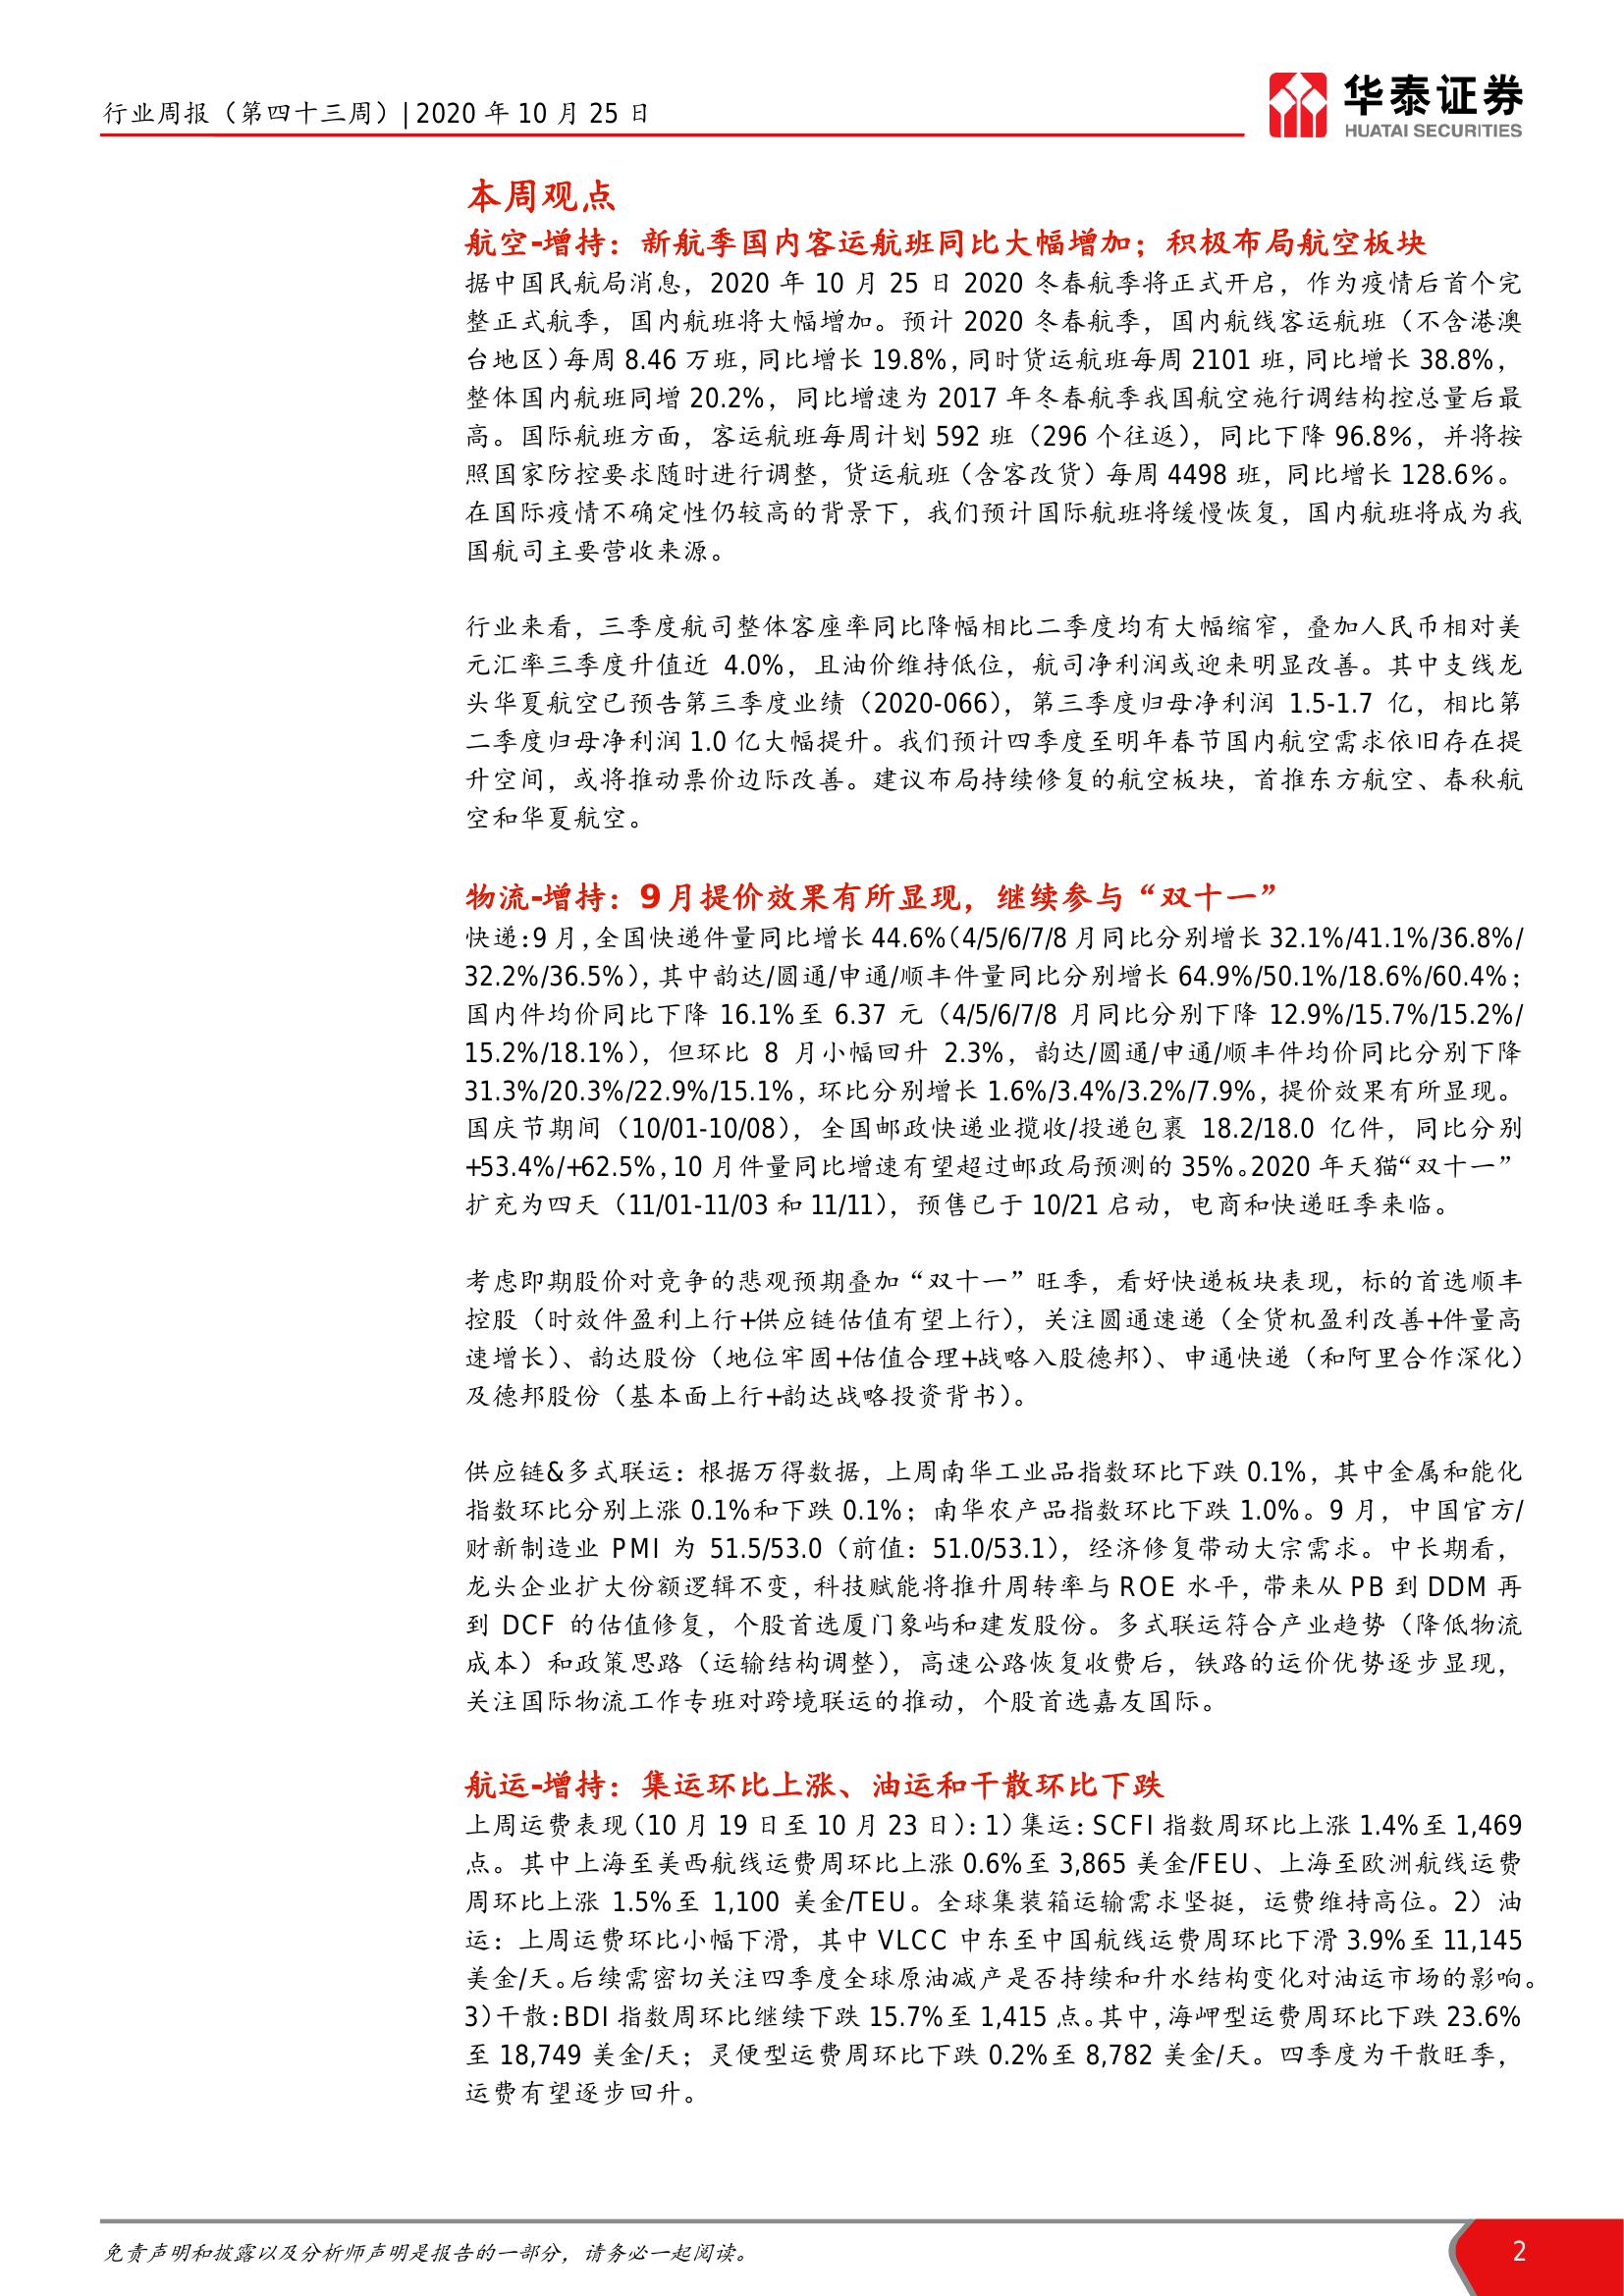 行业周报（第四十三周）| 2020 年 10 月 25 日
华泰证券
HUATAI SECURITIES
本周观点
航空-增持：新航季国内客运航班同比大幅增加；积极布局航空板块
据中国民航局消息，2020 年 10 月 25 日 2020 冬春航季将正式开启，作为疫情后首个完
整正式航季，国内航班将大幅增加。预计 2020 冬春航季，国内航线客运航班（不含港澳
台地区）每周 8.46 万班，同比增长 19.8%，同时货运航班每周 2101 班，同比增长 38.8%，
整体国内航班同增 20.2%，同比增速为 2017 年冬春航季我国航空施行调结构控总量后最
高。国际航班方面，客运航班每周计划 592 班（296 个往返），同比下降 96.8%，并将按
照国家防控要求随时进行调整，货运航班（含客改货）每周 4498 班，同比增长 128.6%。
在国际疫情不确定性仍较高的背景下，我们预计国际航班将缓慢恢复，国内航班将成为我
国航司主要营收来源。
行业来看，三季度航司整体客座率同比降幅相比二季度均有大幅缩窄，叠加人民币相对美
元汇率三季度升值近 4.0%，且油价维持低位，航司净利润或迎来明显改善。其中支线龙
头华夏航空已预告第三季度业绩（2020-066），第三季度归母净利润 1.5-1.7 亿，相比第
二季度归母净利润 1.0 亿大幅提升。我们预计四季度至明年春节国内航空需求依旧存在提
升空间，或将推动票价边际改善。建议布局持续修复的航空板块，首推东方航空、春秋航
空和华夏航空。
物流-增持：9 月提价效果有所显现，继续参与“双十一”
快递：9 月，全国快递件量同比增长 44.6%（4/5/6/7/8 月同比分别增长 32.1%/41.1%/36.8%/
32.2%/36.5%），其中韵达/圆通/申通/顺丰件量同比分别增长 64.9%/50.1%/18.6%/60.4%；
国内件均价同比下降 16.1%至 6.37 元（4/5/6/7/8 月同比分别下降 12.9%/15.7%/15.2%/
15.2%/18.1%），但环比 8 月小幅回升 2.3%，韵达/圆通/申通/顺丰件均价同比分别下降
31.3%/20.3%/22.9%/15.1%，环比分别增长 1.6%/3.4%/3.2%/7.9%，提价效果有所显现。
国庆节期间（10/01-10/08），全国邮政快递业揽收/投递包裹 18.2/18.0 亿件，同比分别
+53.4%/+62.5%，10 月件量同比增速有望超过邮政局预测的 35%。2020 年天猫“双十一”
扩充为四天（11/01-11/03 和 11/11），预售已于 10/21 启动，电商和快递旺季来临。
考虑即期股价对竞争的悲观预期叠加“双十一”旺季，看好快递板块表现，标的首选顺丰
控股（时效件盈利上行+供应链估值有望上行），关注圆通速递（全货机盈利改善+件量高
速增长）、韵达股份（地位牢固+估值合理+战略入股德邦）、申通快递（和阿里合作深化）
及德邦股份（基本面上行+韵达战略投资背书）。
供应链&多式联运：根据万得数据，上周南华工业品指数环比下跌 0.1%，其中金属和能化
指数环比分别上涨 0.1%和下跌 0.1%；南华农产品指数环比下跌 1.0%。9 月，中国官方/
财新制造业 PMI 为 51.5/53.0（前值：51.0/53.1），经济修复带动大宗需求。中长期看，
龙头企业扩大份额逻辑不变，科技赋能将推升周转率与 ROE 水平，带来从 PB 到 DDM 再
到 DCF 的估值修复，个股首选厦门象屿和建发股份。多式联运符合产业趋势（降低物流
成本）和政策思路（运输结构调整），高速公路恢复收费后，铁路的运价优势逐步显现，
关注国际物流工作专班对跨境联运的推动，个股首选嘉友国际。
航运-增持：集运环比上涨、油运和干散环比下跌
上周运费表现（10 月 19 日至 10 月 23 日）：1）集运：SCFI 指数周环比上涨 1.4%至 1,469
点。其中上海至美西航线运费周环比上涨 0.6%至 3,865 美金/FEU、上海至欧洲航线运费
周环比上涨 1.5%至 1,100 美金/TEU。全球集装箱运输需求坚挺，运费维持高位。2）油
运：上周运费环比小幅下滑，其中 VLCC 中东至中国航线运费周环比下滑 3.9%至 11,145
美金/天。后续需密切关注四季度全球原油减产是否持续和升水结构变化对油运市场的影响。
3）干散：BDI 指数周环比继续下跌 15.7%至 1,415 点。其中，海岬型运费周环比下跌 23.6%
至 18,749 美金/天；灵便型运费周环比下跌 0.2%至 8,782 美金/天。四季度为干散旺季，
运费有望逐步回升。
免责声明和披露以及分析师声明是报告的一部分，请务必一起阅读。
2